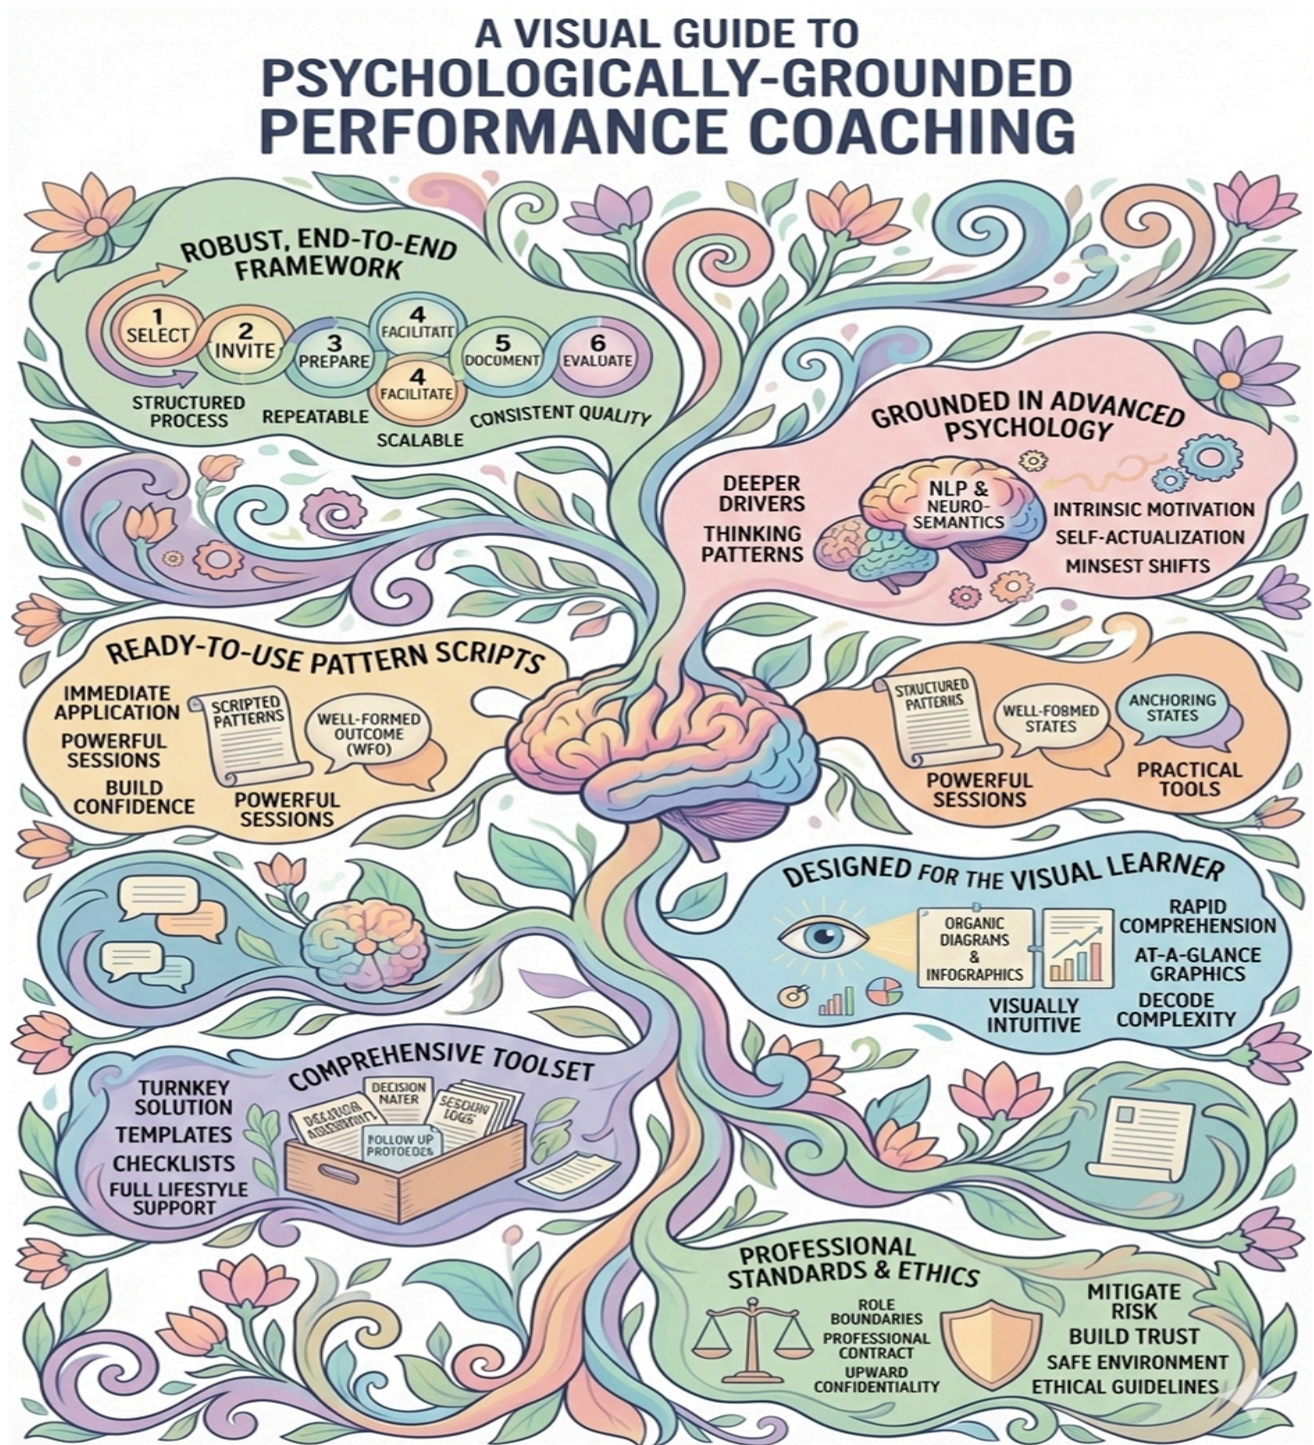 A VISUAL GUIDE TO
PSYCHOLOGICALLY-GROUNDED
PERFORMANCE COACHING
ROBUST, END-TO-END
FRAMEWORK
1
SELECT
2
INVITE
3
PREPARE
4
FACILITATE
4
FACILITATE
5
DOCOMENT
6
EVALUATE
STRUCTURED
PROCESS
REPEATABLE
SCALABLE
CONSISTENT QUALITY
GROUNDED IN ADVANCED
PSYCHOLOGY
DEEPER
DRIVERS
THINKING
PATTERNS
NLP &
NEURO-
SEMANTICS
INTRINSIC MOTIVATION
SELF-ACTUALIZATION
MINSEST SHIFTS
READY-TO-USE PATTERN SCRIPTS
IMMEDIATE
APPLICATION
POWERFUL
SESSIONS
BUILD
CONFIDENCE
SCRIPTED
PATTERNS
WELL-FORMED
OUTCOME
(WFO)
POWERFUL
SESSIONS
STRUCTURED
PATTERNS
WELL-FORMED
STATES
ANCHORING
STATES
POWERFUL
SESSIONS
PRACTICAL
TOOLS
DESIGNED FOR THE VISUAL LEARNER
ORGANIC
DIAGRAMS
&
INFOGRAPHICS
RAPID
COMPREHENSION
AT-A-GLANCE
GRAPHICS
VISUALLY
INTUITIVE
DECODE
COMPLEXITY
COMPREHENSIVE TOOLSET
TURNKEY
SOLUTION
TEMPLATES
CHECKLISTS
FULL LIFESTYLE
SUPPORT
DECISION
NATER
FOLLOW UP
PROFESSIONAL
STANDARDS & ETHICS
ROLE
BOUNDARIES
PROFESSIONAL
CONTRACT
UPWARD
CONFIDENTIALITY
MITIGATE
RISK
BUILD TRUST
SAFE ENVIRONMENT
ETHICAL GUIDELINES